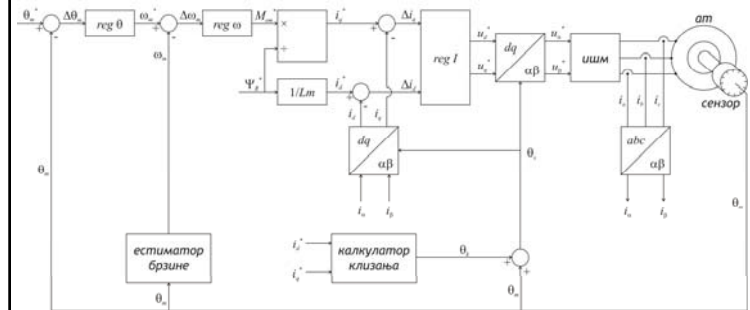 θm* Δθm reg θ ωm* Δωm reg ω Mem* × iq* Δiq ud* dq uα* ишм ат
ωm ÷ reg I uq* αβ uβ*
ΨR* 1/Lm id* Δid сензор
id iq ia ib ic
dq αβ abc αβ
θm θs θm
iα iβ iα iβ
естиматор
брзине
id* калкулатор
iq* клизања
θk
θm θm